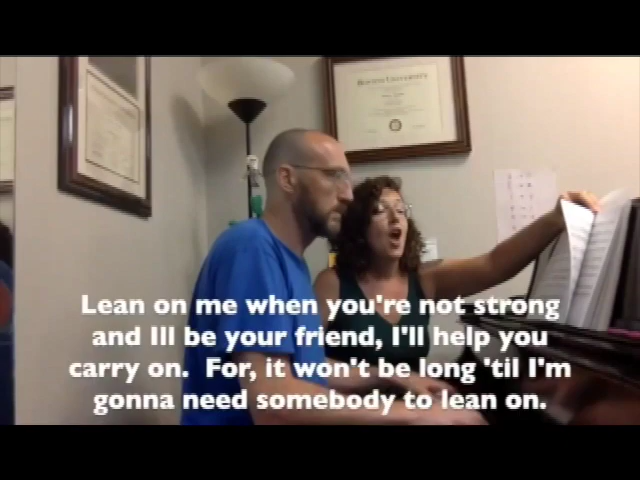 Lean on me when you're not strong
and Ill be your friend, I'll help you
carry on. For, it won't be long 'til I'm
gonna need somebody to lean on.